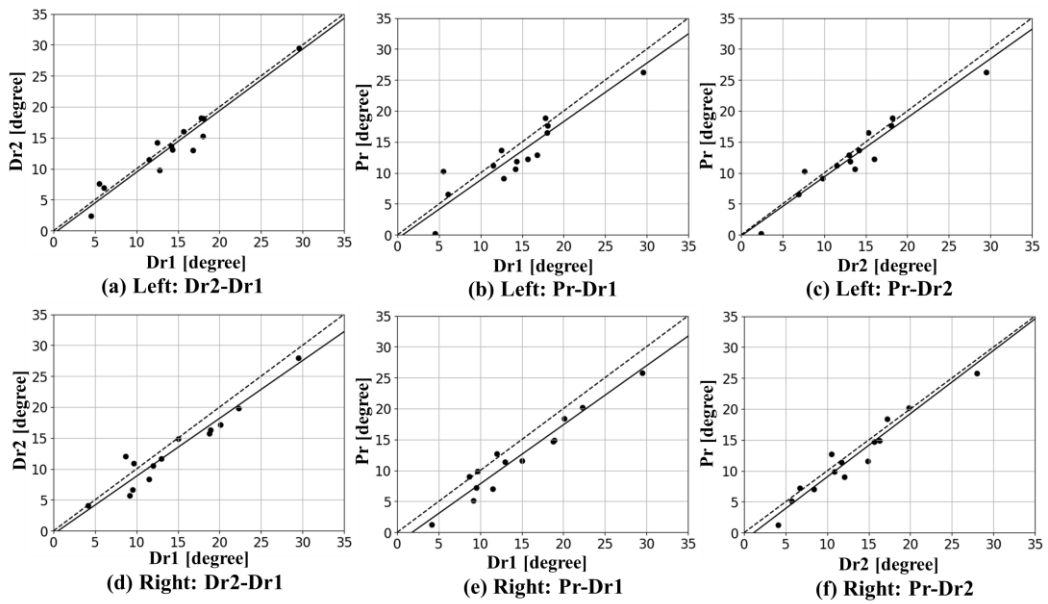 35
30
25
20
15
10
5
0
Dr2 [degree]
0 5 10 15 20 25 30 35
Dr1 [degree]
(a) Left: Dr2-Dr1
35
30
25
20
15
10
5
0
Pr [degree]
0 5 10 15 20 25 30 35
Dr1 [degree]
(b) Left: Pr-Dr1
35
30
25
20
15
10
5
0
Pr [degree]
0 5 10 15 20 25 30 35
Dr2 [degree]
(c) Left: Pr-Dr2
35
30
25
20
15
10
5
0
Dr2 [degree]
0 5 10 15 20 25 30 35
Dr1 [degree]
(d) Right: Dr2-Dr1
35
30
25
20
15
10
5
0
Pr [degree]
0 5 10 15 20 25 30 35
Dr1 [degree]
(e) Right: Pr-Dr1
35
30
25
20
15
10
5
0
Pr [degree]
0 5 10 15 20 25 30 35
Dr2 [degree]
(f) Right: Pr-Dr2